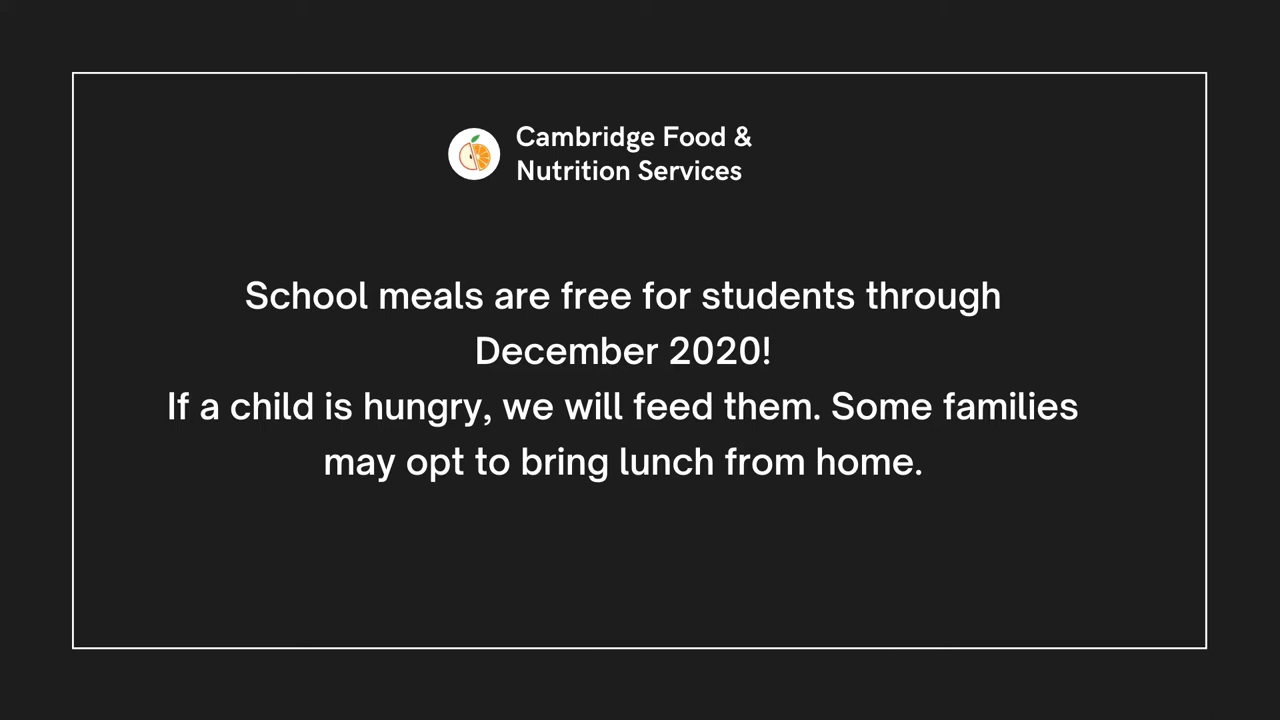 Cambridge Food &
Nutrition Services
School meals are free for students through
December 2020!
If a child is hungry, we will feed them. Some families
may opt to bring lunch from home.